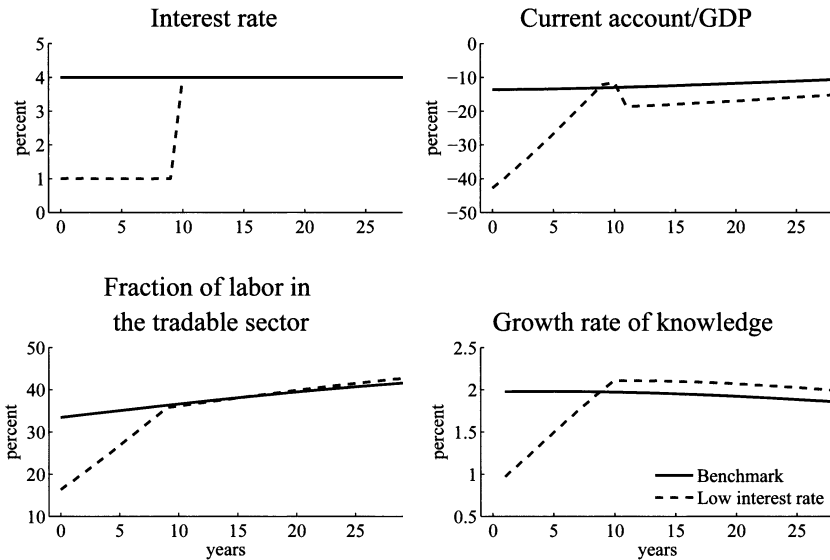 Interest rate
5
4
3
2
1
0
percent
0 5 10 15 20 25
Current account/GDP
0
−10
−20
−30
−40
−50
percent
0 5 10 15 20 25
Fraction of labor in
the tradable sector
50
40
30
20
10
percent
0 5 10 15 20 25
years
Growth rate of knowledge
2.5
2
1.5
1
0.5
percent
Benchmark
Low interest rate
0 5 10 15 20 25
years